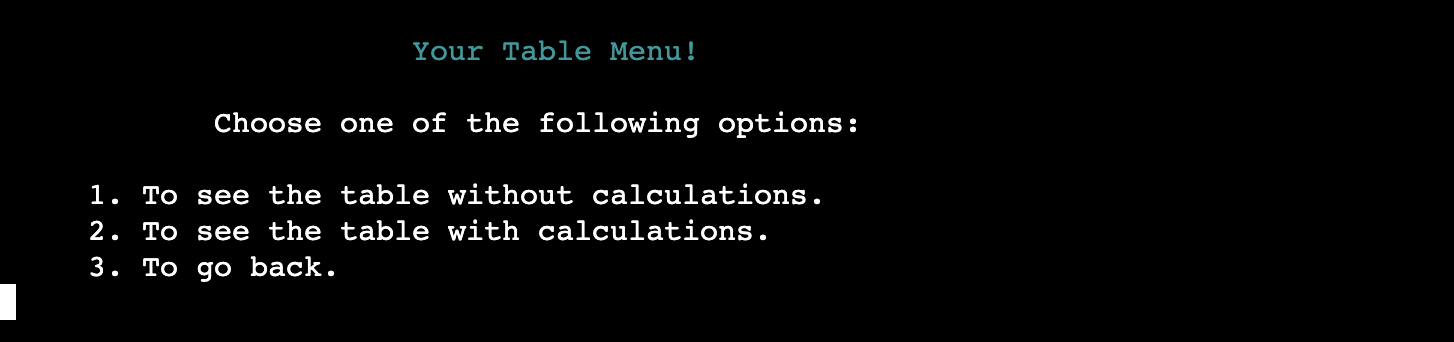 Your Table Menu!
Choose one of the following options:
1. To see the table without calculations.
2. To see the table with calculations.
3. To go back.